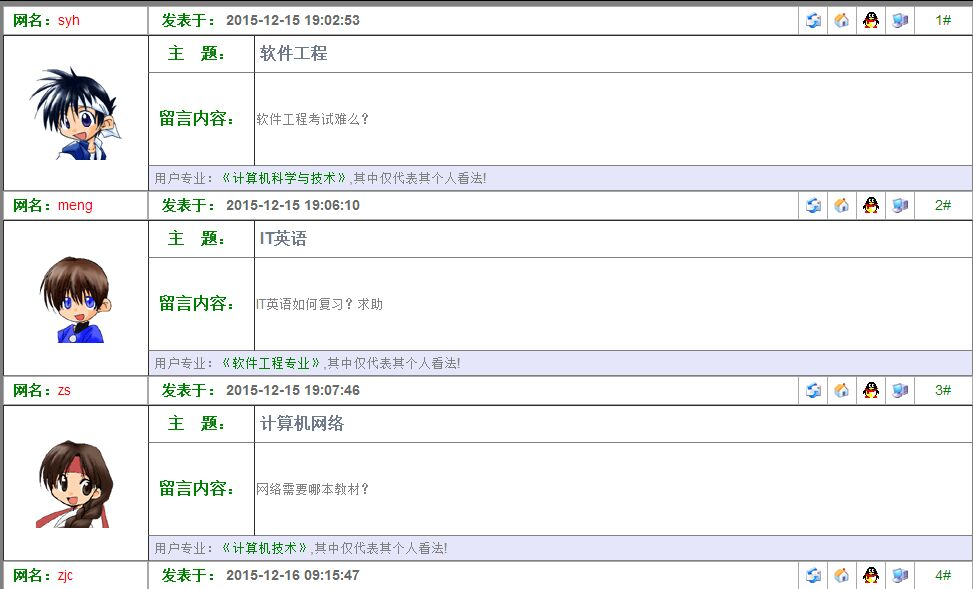 网名：syh 发表于： 2015-12-15 19:02:53 1#
主 题： 软件工程
留言内容： 软件工程考试难么？
用户专业：《计算机科学与技术》,其中仅代表其个人看法!
网名：meng 发表于： 2015-12-15 19:06:10 2#
主 题： IT英语
留言内容： IT英语如何复习？求助
用户专业：《软件工程专业》,其中仅代表其个人看法!
网名：zs 发表于： 2015-12-15 19:07:46 3#
主 题： 计算机网络
留言内容： 网络需要哪本教材？
用户专业：《计算机技术》,其中仅代表其个人看法!
网名：zjc 发表于： 2015-12-16 09:15:47 4#